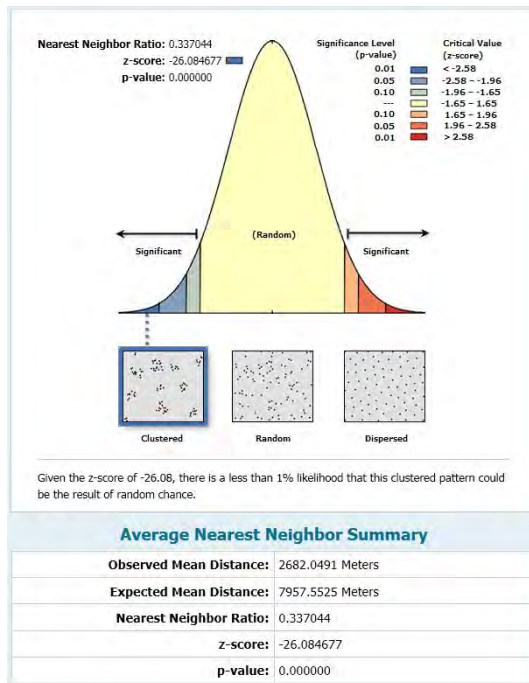 Nearest Neighbor Ratio: 0.337044
z-score: -26.084677
p-value: 0.000000
Significance Level (p-value) Critical Value (z-score)
0.01 < -2.58
0.05 -2.58 – -1.96
0.10 -1.96 – -1.65
--- -1.65 – 1.65
0.10 1.65 – 1.96
0.05 1.96 – 2.58
0.01 > 2.58
(Random)
Significant Significant
Clustered Random Dispersed
Given the z-score of -26.08, there is a less than 1% likelihood that this clustered pattern could
be the result of random chance.
Average Nearest Neighbor Summary
Observed Mean Distance: 2682.0491 Meters
Expected Mean Distance: 7957.5525 Meters
Nearest Neighbor Ratio: 0.337044
z-score: -26.084677
p-value: 0.000000